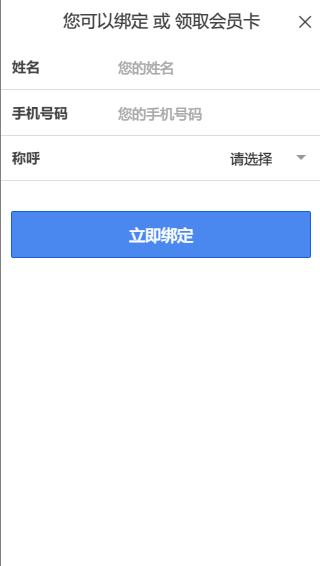 您可以绑定 或 领取会员卡
姓名 您的姓名
手机号码 您的手机号码
称呼 请选择
立即绑定